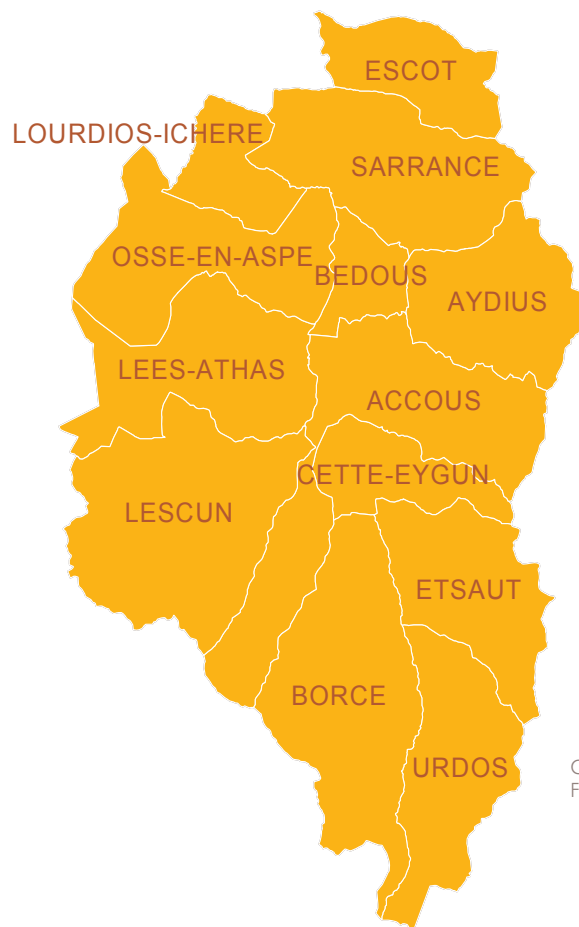 ESCOT
LOURDIOS-ICHERE
SARRANCE
OSSE-EN-ASPE
BEDOUS
AYDIUS
LEES-ATHAS
ACCOUS
CETTE-EYGUN
LESCUN
ETSAUT
BORCE
URDOS